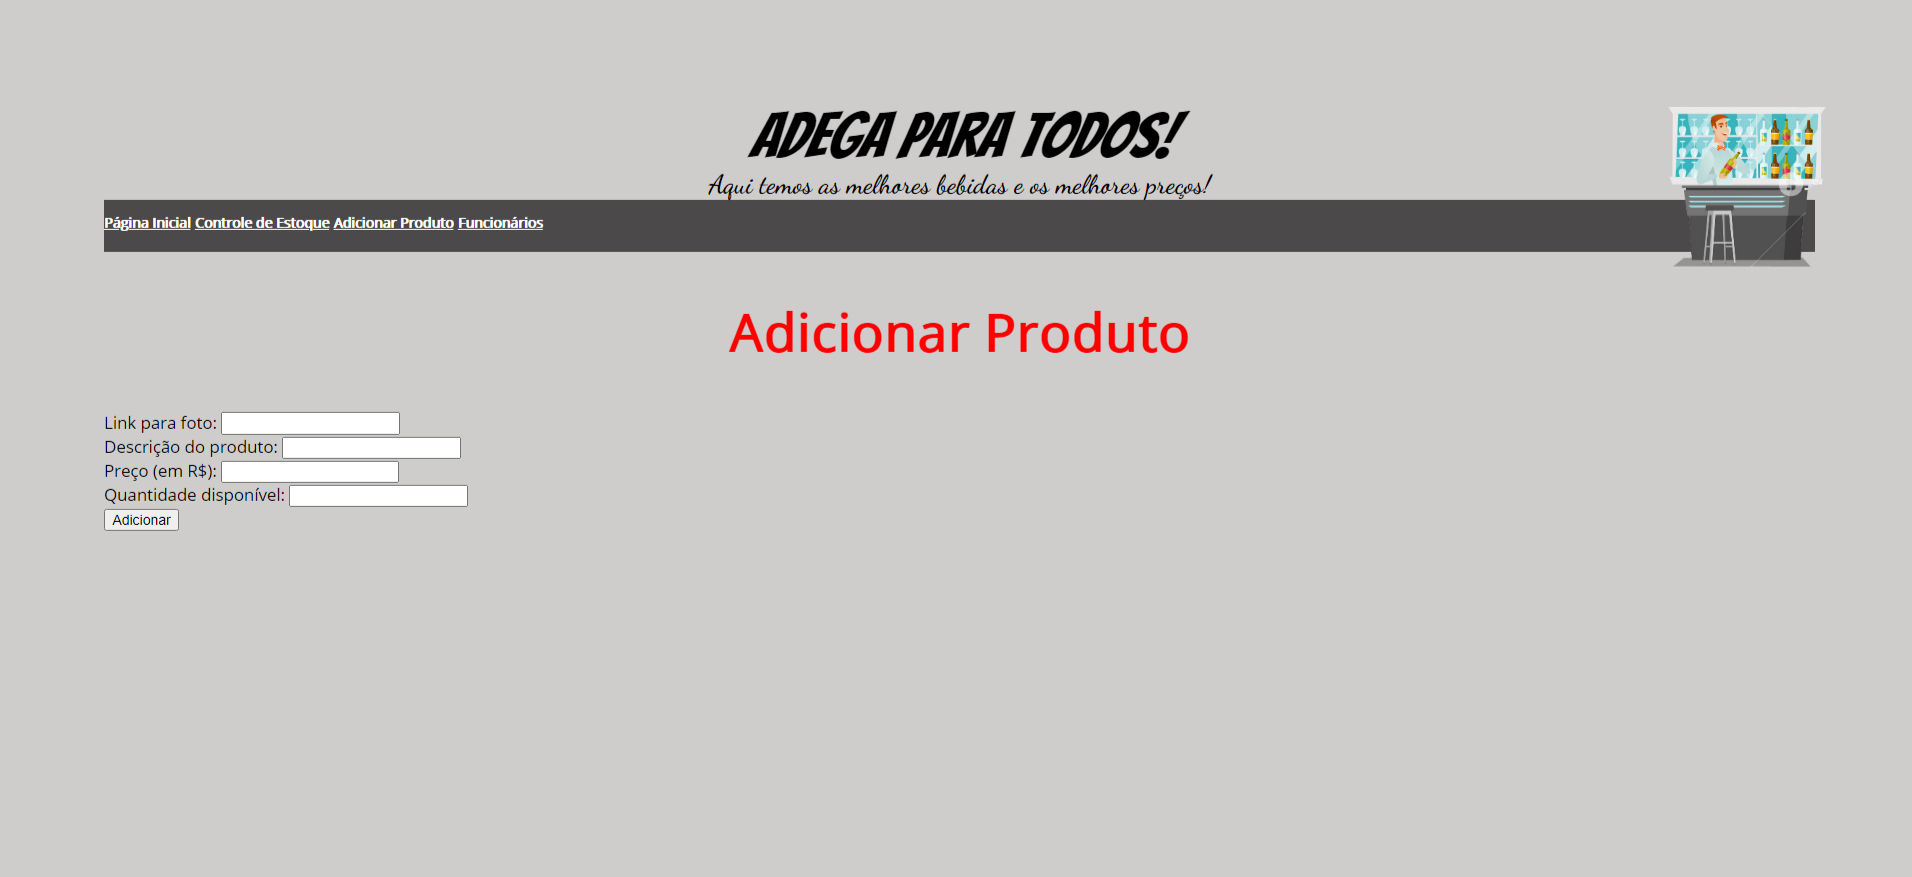 ADEGA PARA TODOS!
Aqui temos as melhores bebidas e os melhores preços!
Página Inicial Controle de Estoque Adicionar Produto Funcionários
Adicionar Produto
Link para foto:
Descrição do produto:
Preço (em R$):
Quantidade disponível:
Adicionar